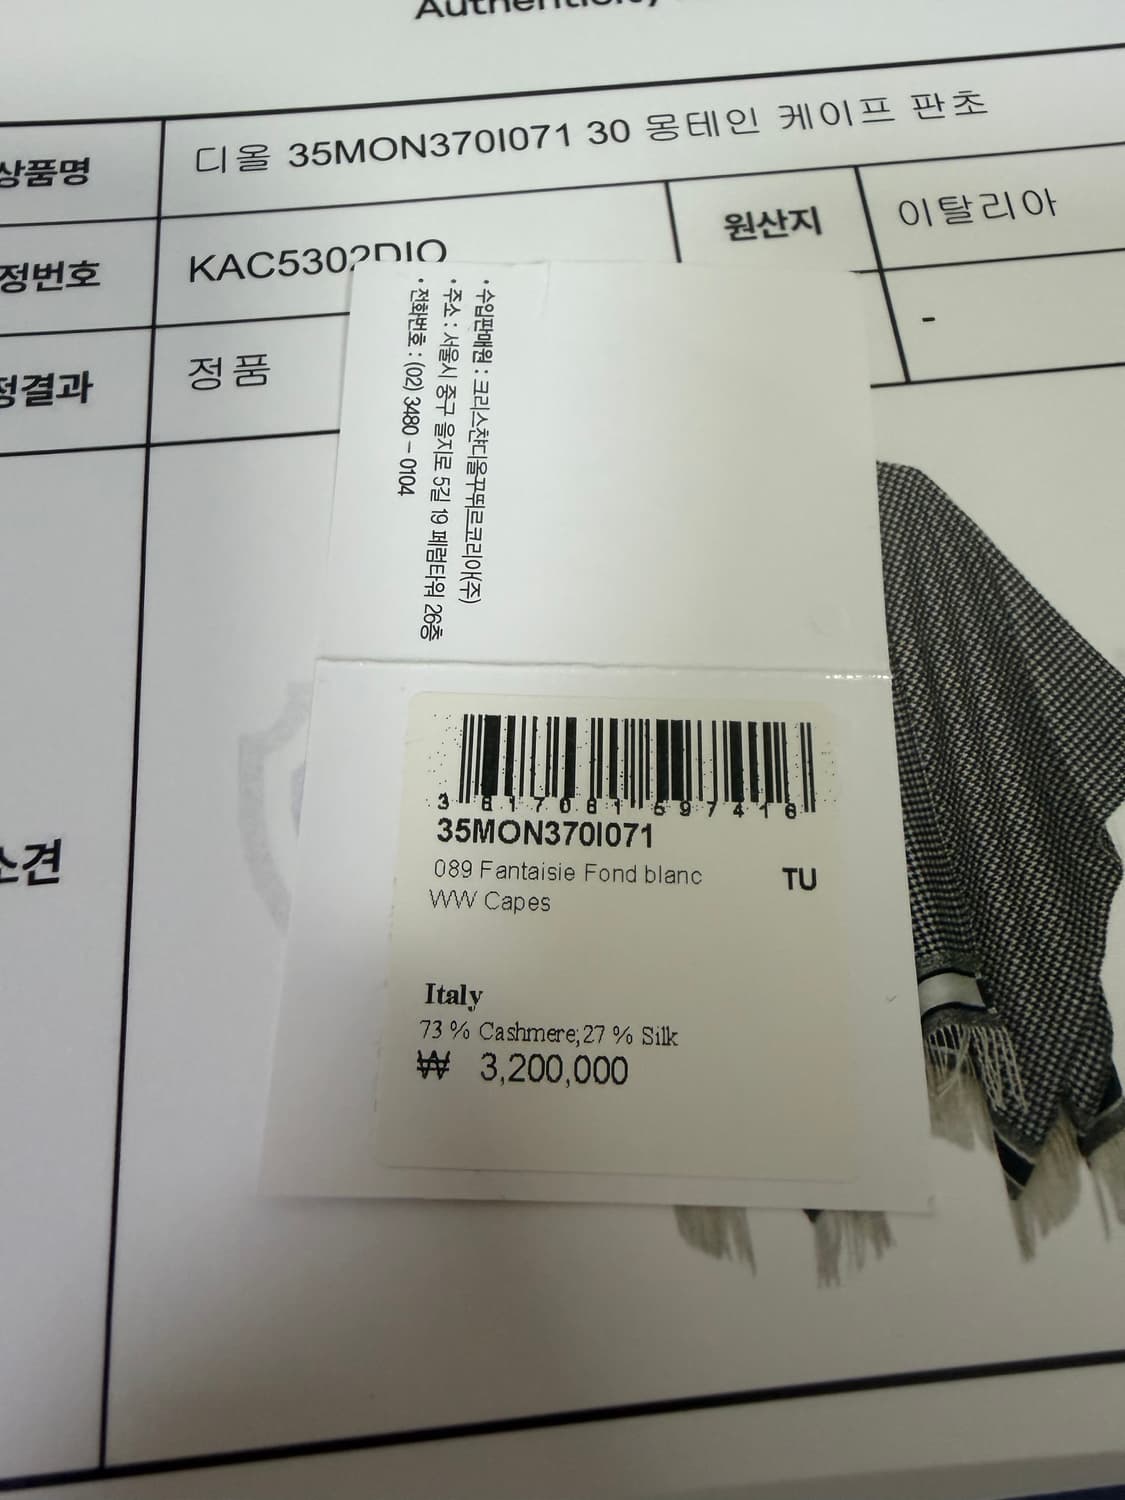 Authenticity
상품명
디올 35MON370I071 30 몽테인 케이프 판초
정번호
KAC5302DIO
원산지
이탈리아
정결과
정품
-
소견
• 수입판매원 : 크리스챤디올꾸뛰르코리아(주)
• 주소 : 서울시 중구 을지로 5길 19 페럼타워 26층
• 전화번호 : (02) 3480 - 0104
35MON370I071
089 Fantaisie Fond blanc
TU
WW Capes
Italy
73 % Cashmere;27 % Silk
₩ 3,200,000